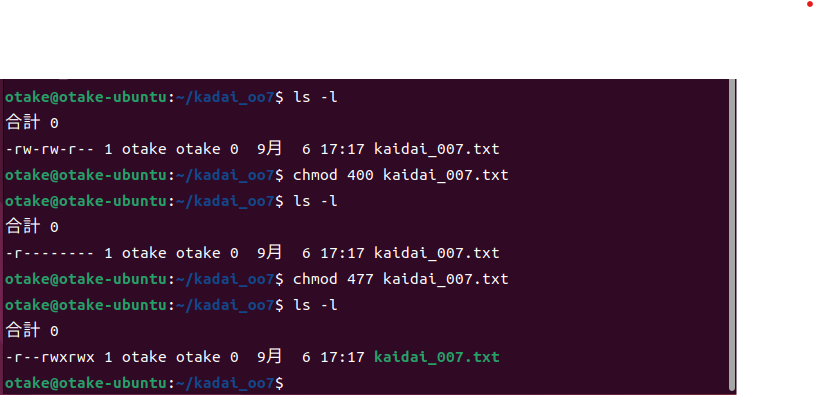 otake@otake-ubuntu:~/kadai_oo7$ ls -l
合計 0
-rw-rw-r-- 1 otake otake 0  9月  6 17:17 kaidai_007.txt
otake@otake-ubuntu:~/kadai_oo7$ chmod 400 kaidai_007.txt
otake@otake-ubuntu:~/kadai_oo7$ ls -l
合計 0
-r-------- 1 otake otake 0  9月  6 17:17 kaidai_007.txt
otake@otake-ubuntu:~/kadai_oo7$ chmod 477 kaidai_007.txt
otake@otake-ubuntu:~/kadai_oo7$ ls -l
合計 0
-r--rwxrwx 1 otake otake 0  9月  6 17:17 kaidai_007.txt
otake@otake-ubuntu:~/kadai_oo7$